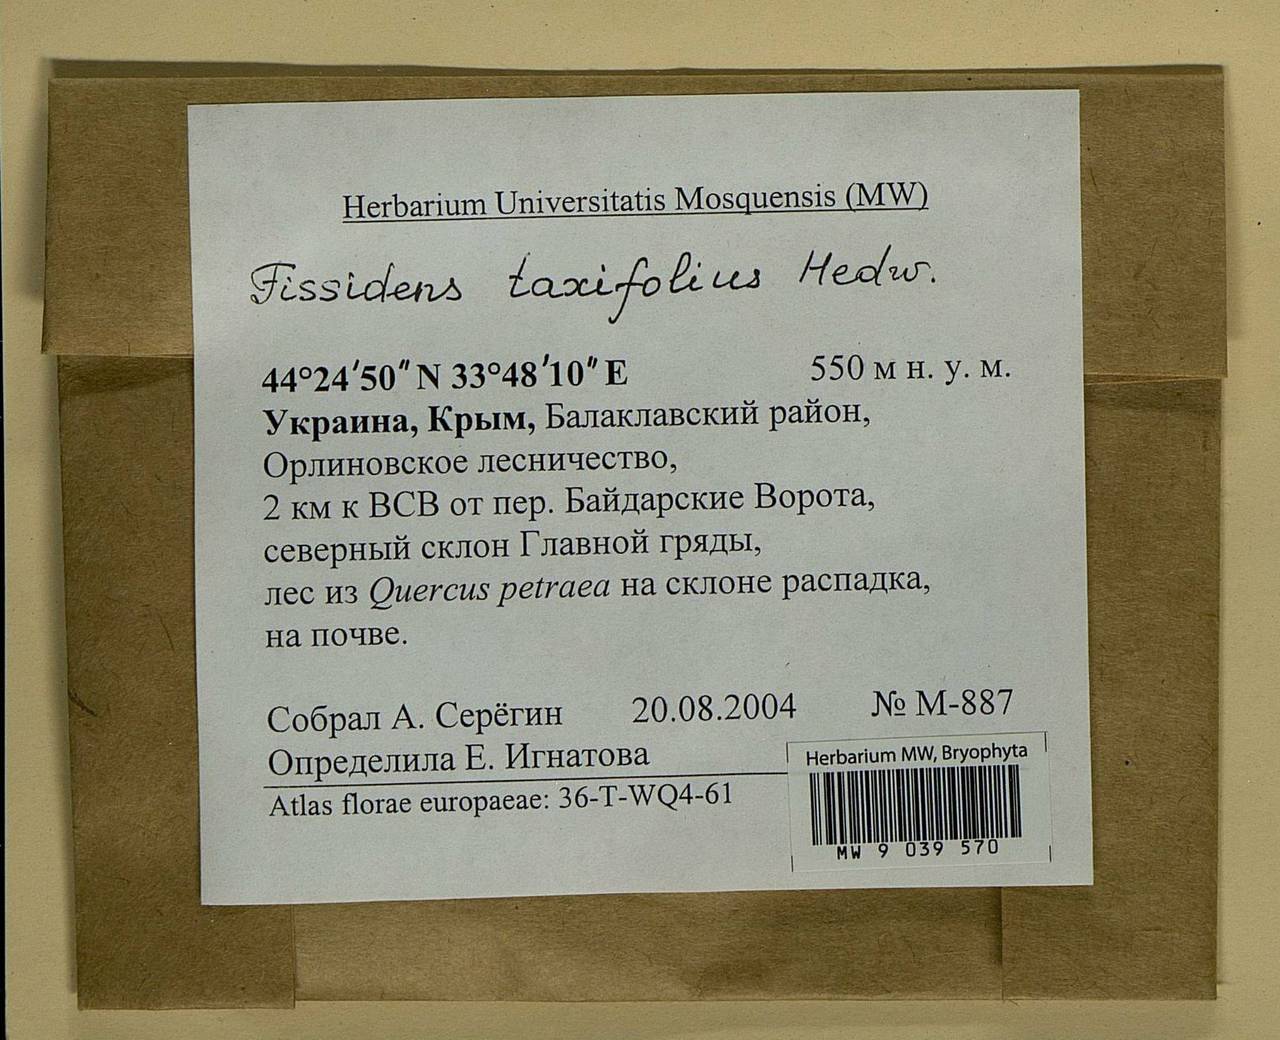 Herbarium Universitatis Mosquensis (MW)
Fissidens taxifolius Hedw.
44°24′50″ N 33°48′10″ E 550 м н. у. м.
Украина, Крым, Балаклавский район,
Орлиновское лесничество,
2 км к ВСВ от пер. Байдарские Ворота,
северный склон Главной гряды,
лес из Quercus petraea на склоне распадка,
на почве.
Собрал А. Серёгин 20.08.2004 № М-887
Определила Е. Игнатова
Atlas florae europaeae: 36-T-WQ4-61
Herbarium MW, Bryophyta
MW 9 039 570